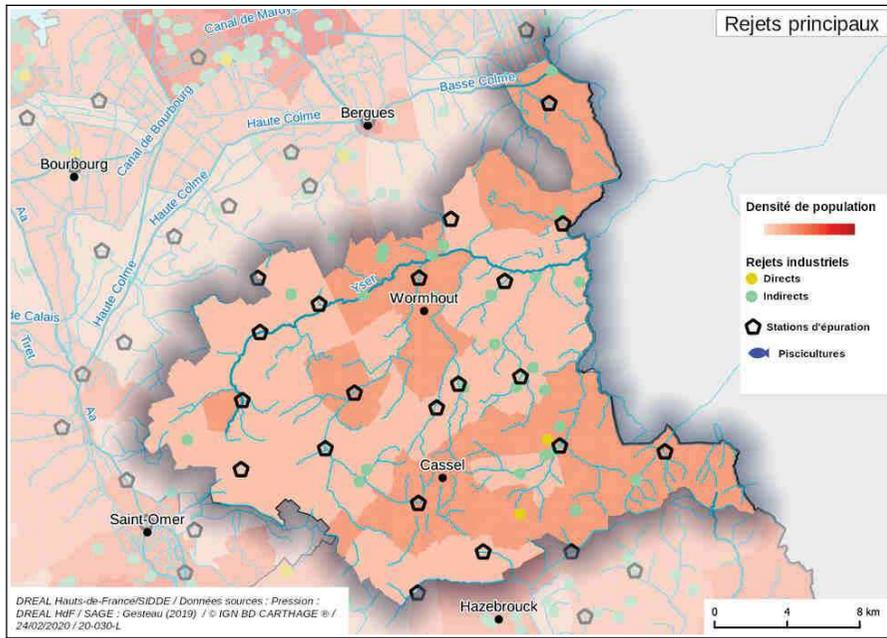 Rejets principaux
Canal de Mardyc
Basse Colme
Haute Colme
Bergues
Canal de Bourbourg
Bourbourg
Haute Colme
Aa
Haute Colme
Yser
Wormhout
de Calais
Tiret
Aa
Cassel
Saint-Omer
Hazebrouck
Densité de population
Rejets industriels
Directs
Indirects
Stations d'épuration
Piscicultures
DREAL Hauts-de-France/SIDDE / Données sources : Pression :
DREAL HdF / SAGE : Gesteau (2019) / © IGN BD CARTHAGE ® /
24/02/2020 / 20-030-L
0 4 8 km